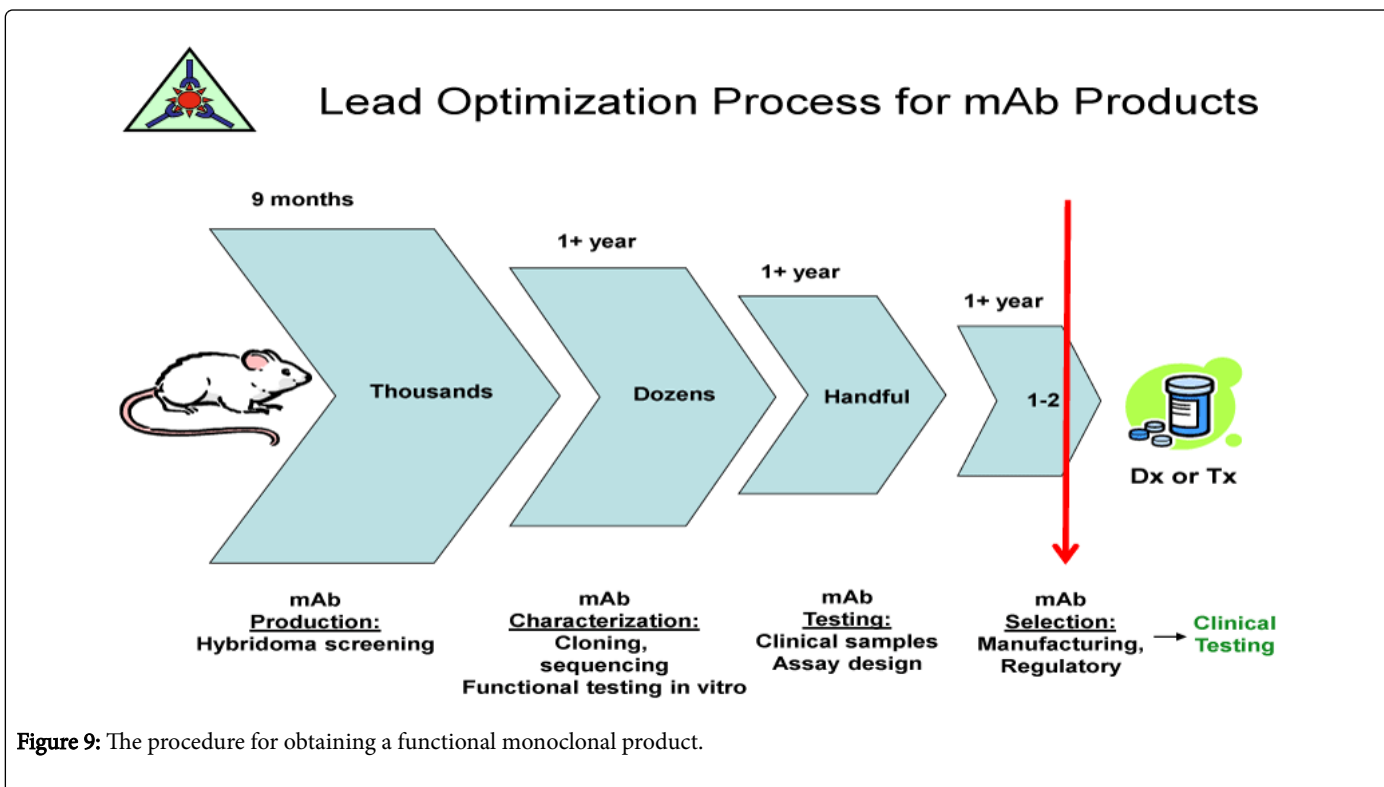 Lead Optimization Process for mAb Products
9 months
1+ year
1+ year
1+ year
Thousands
Dozens
Handful
1-2
Dx or Tx
mAb
Production:
Hybridoma screening
mAb
Characterization:
Cloning,
sequencing
Functional testing in vitro
mAb
Testing:
Clinical samples
Assay design
mAb
Selection:
Manufacturing,
Regulatory
Clinical
Testing
Figure 9: The procedure for obtaining a functional monoclonal product.